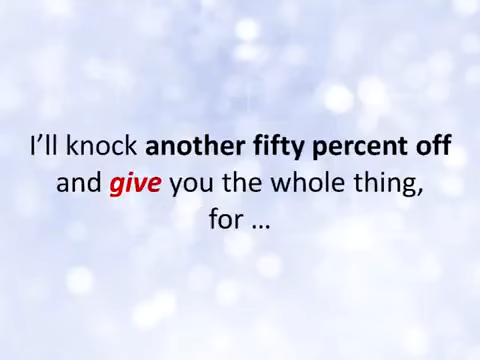 I’ll knock another fifty percent off
and give you the whole thing,
for ...